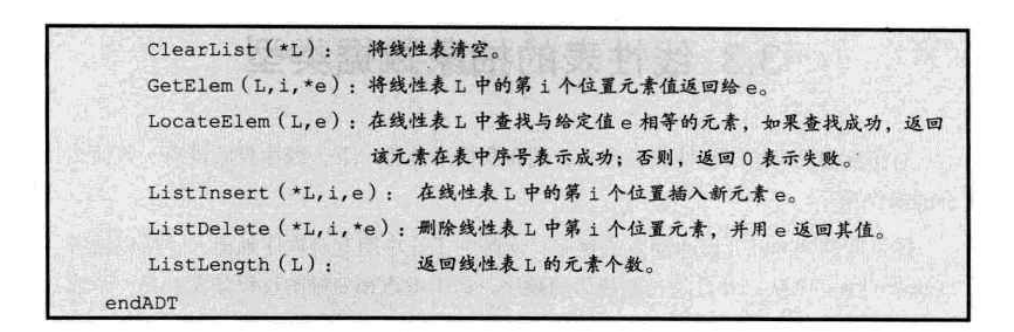 ClearList(*L): 将线性表清空。
GetElem(L,i,*e): 将线性表 L 中的第 i 个位置元素值返回给 e。
LocateElem(L,e): 在线性表 L 中查找与给定值 e 相等的元素，如果查找成功，返回
该元素在表中序号表示成功；否则，返回 0 表示失败。
ListInsert(*L,i,e): 在线性表 L 中的第 i 个位置插入新元素 e。
ListDelete(*L,i,*e): 删除线性表 L 中第 i 个位置元素，并用 e 返回其值。
ListLength(L): 返回线性表 L 的元素个数。
endADT